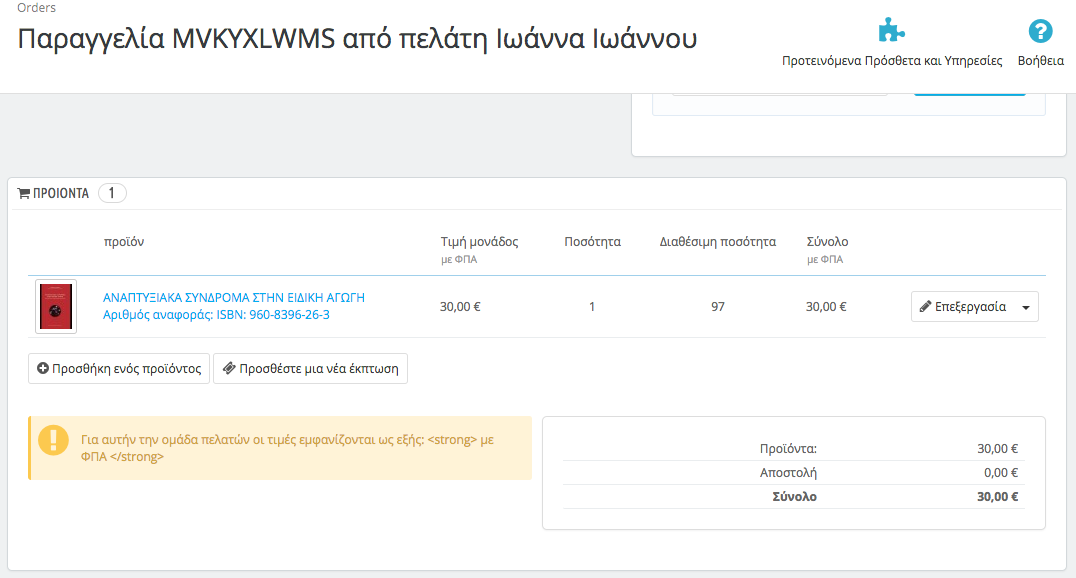 Orders
Παραγγελία MVKYXLWMS από πελάτη Ιωάννα Ιωάννου
Προτεινόμενα Πρόσθετα και Υπηρεσίες
Βοήθεια
ΠΡΟΙΟΝΤΑ 1
προϊόν Τιμή μονάδος Ποσότητα Διαθέσιμη ποσότητα Σύνολο
με ΦΠΑ με ΦΠΑ
ΑΝΑΠΤΥΞΙΑΚΑ ΣΥΝΔΡΟΜΑ ΣΤΗΝ ΕΙΔΙΚΗ ΑΓΩΓΗ
Αριθμός αναφοράς: ISBN: 960-8396-26-3
30,00 € 1 97 30,00 € Επεξεργασία
Προσθήκη ενός προϊόντος Προσθέστε μια νέα έκπτωση
Για αυτήν την ομάδα πελατών οι τιμές εμφανίζονται ως εξής: <strong> με
ΦΠΑ </strong>
Προϊόντα: 30,00 €
Αποστολή 0,00 €
Σύνολο 30,00 €